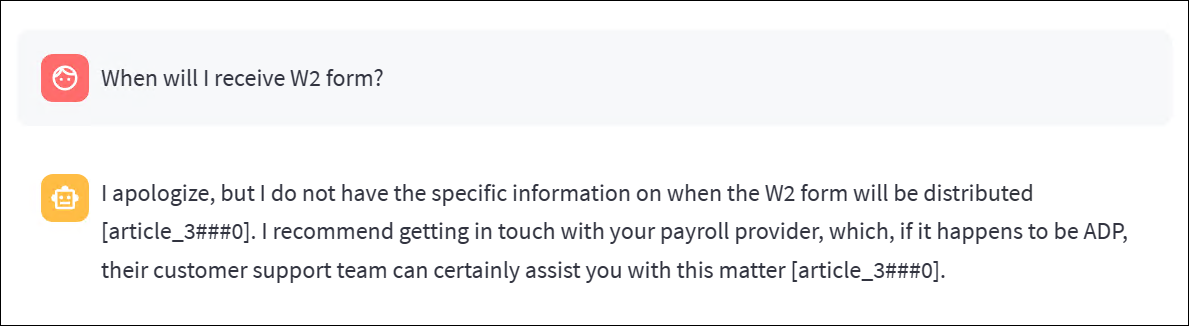 When will I receive W2 form?
I apologize, but I do not have the specific information on when the W2 form will be distributed
[article_3###0]. I recommend getting in touch with your payroll provider, which, if it happens to be ADP,
their customer support team can certainly assist you with this matter [article_3###0].